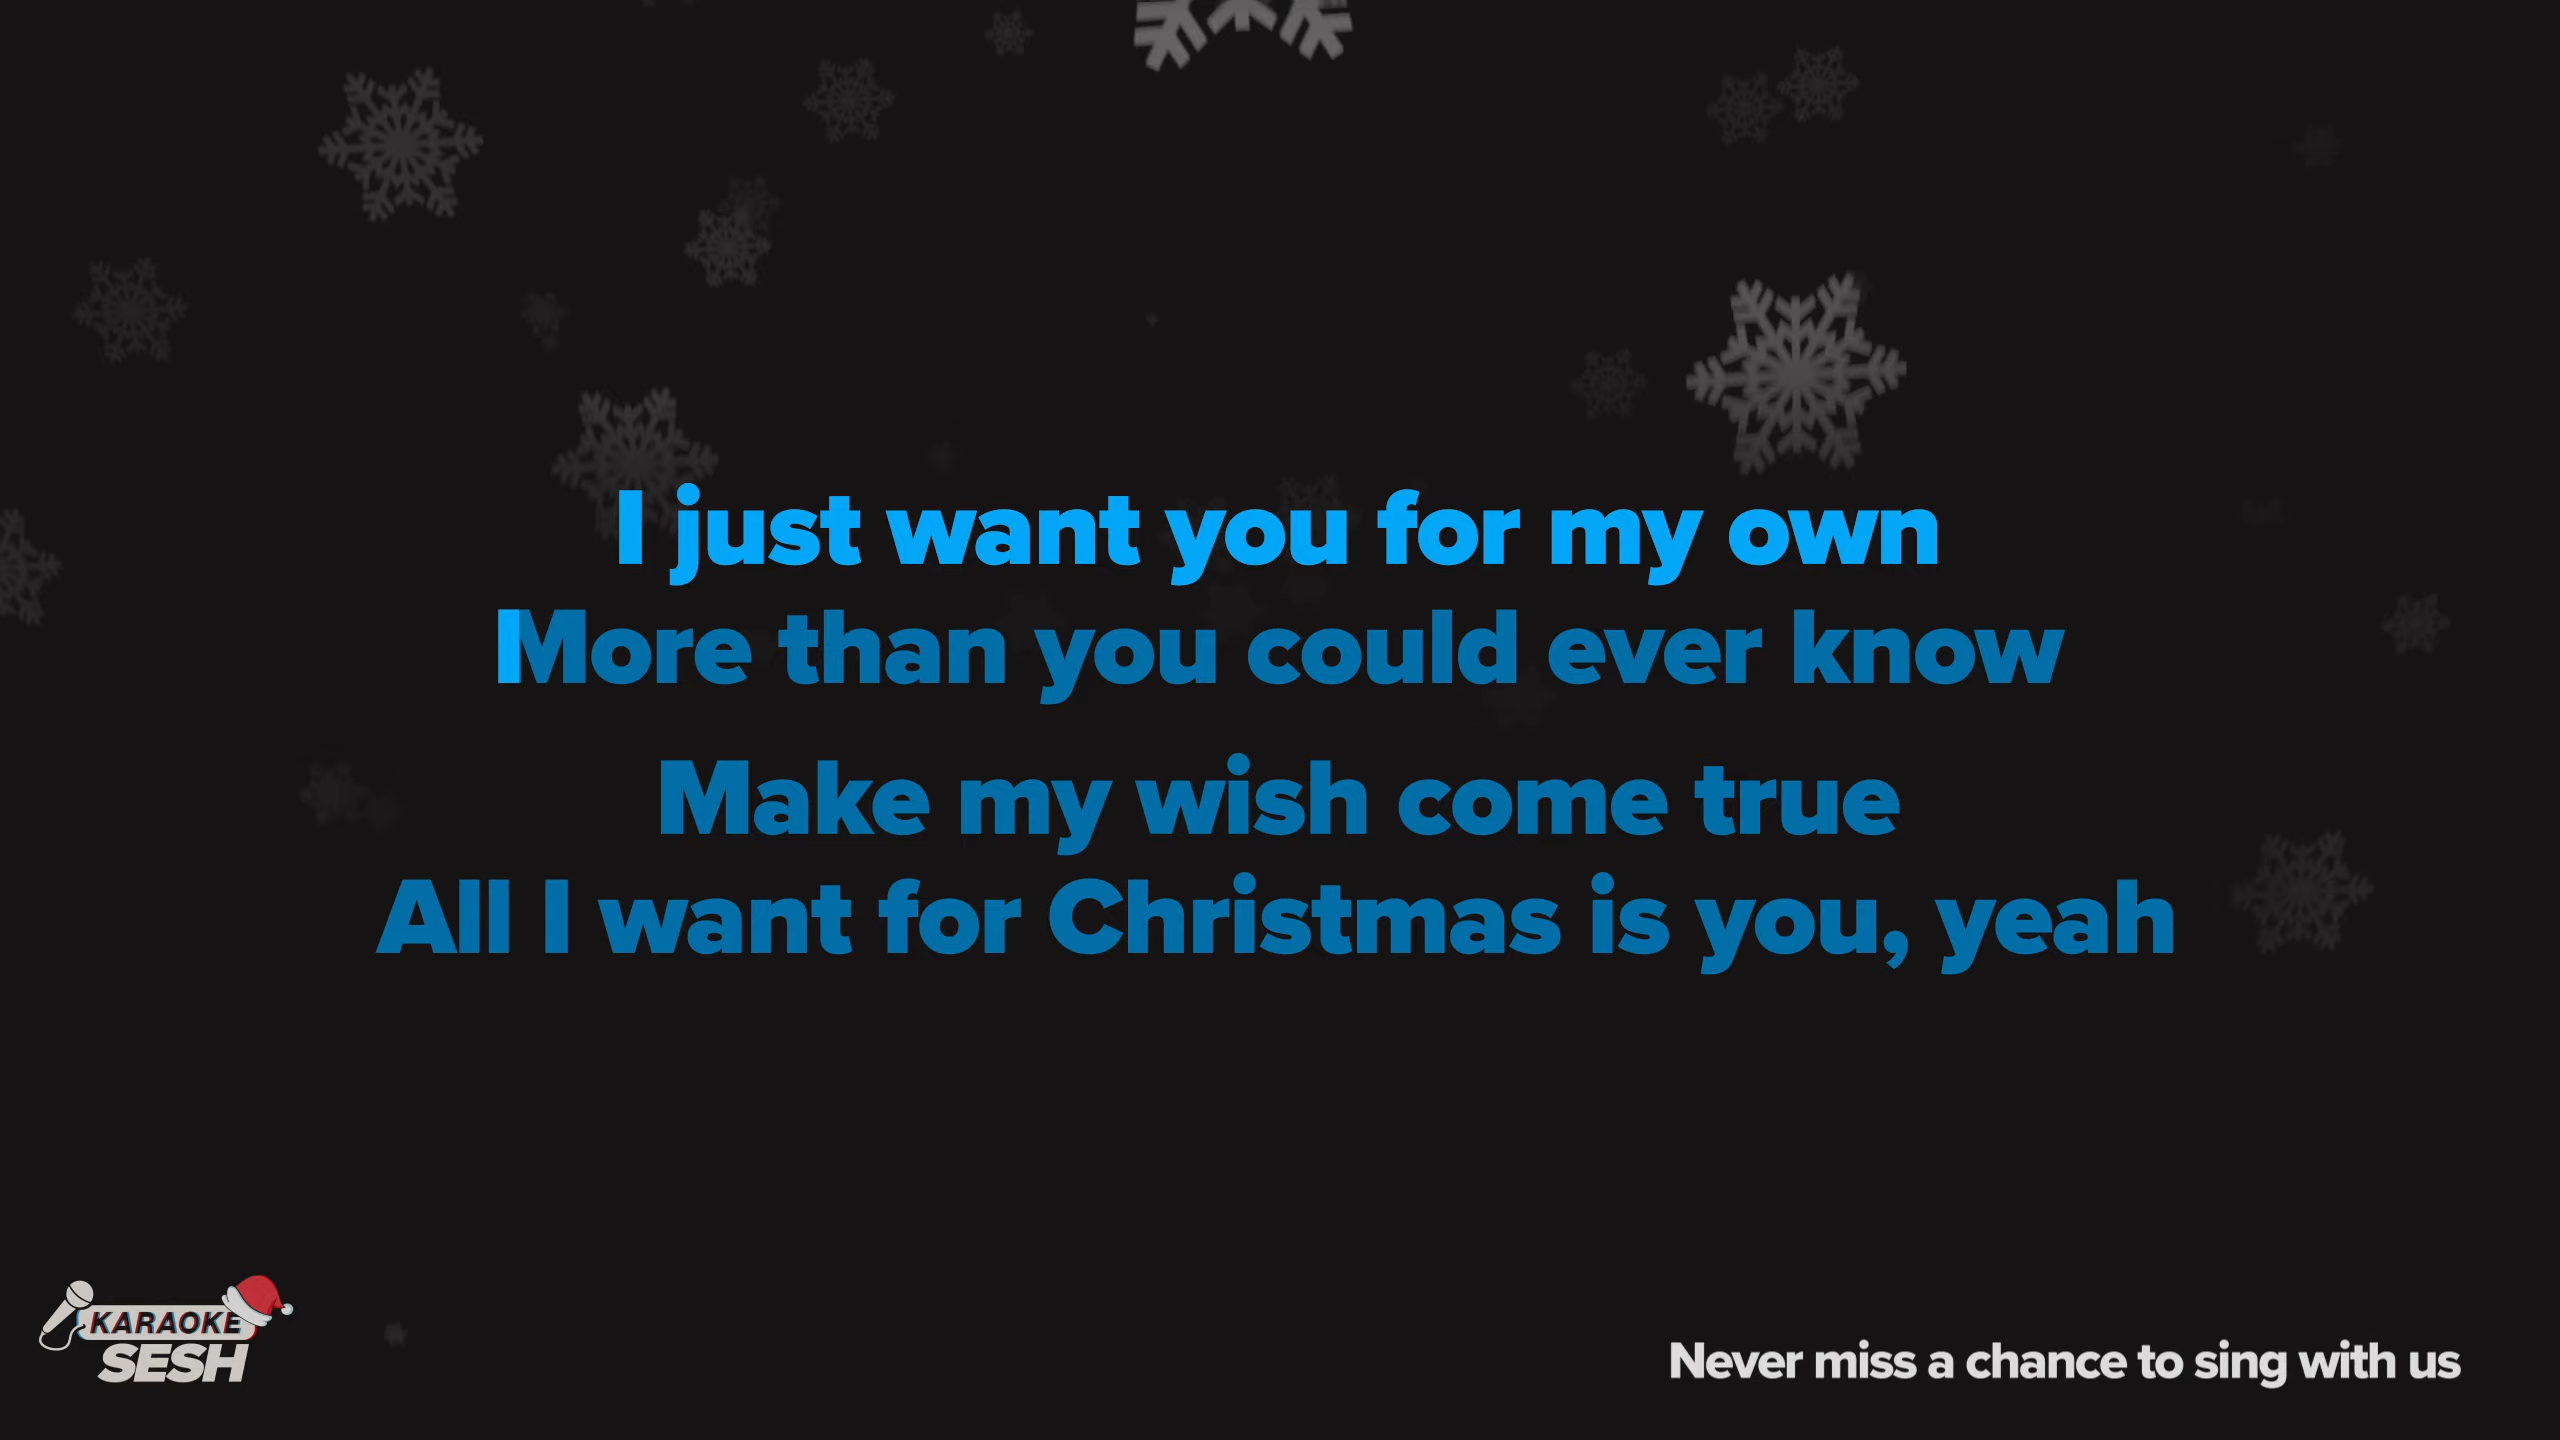 I just want you for my own
More than you could ever know
Make my wish come true
All I want for Christmas is you, yeah
KARAOKE
SESH
Never miss a chance to sing with us